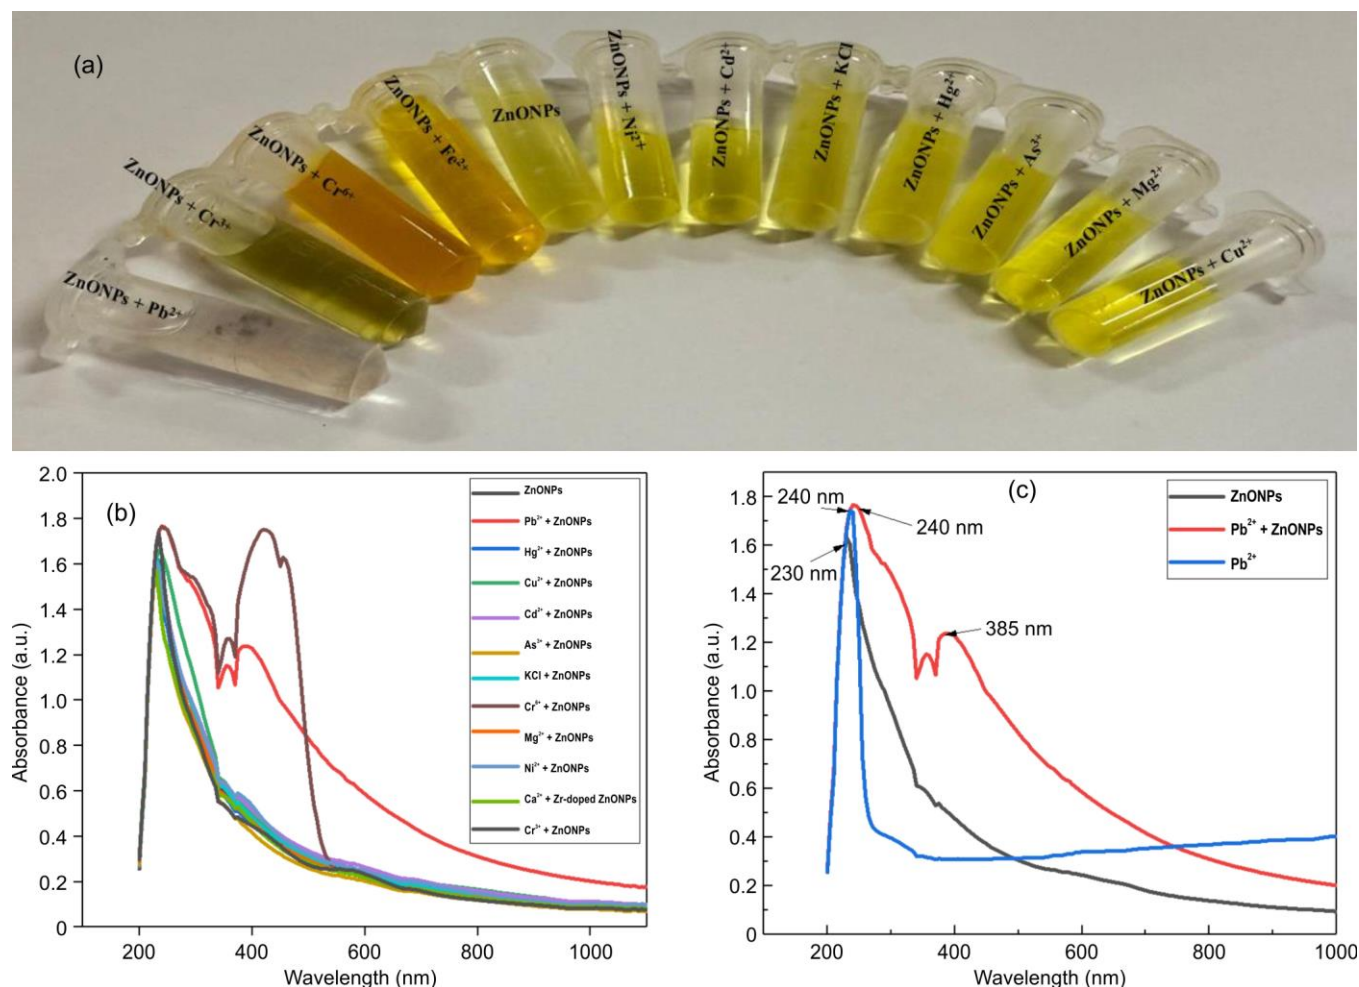 (a)
ZnONPs + Pb²⁺
ZnONPs + Cr³⁺
ZnONPs + Cr⁶⁺
ZnONPs + Fe²⁺
ZnONPs
ZnONPs + Ni²⁺
ZnONPs + Cd²⁺
ZnONPs + KCl
ZnONPs + Hg²⁺
ZnONPs + As³⁺
ZnONPs + Mg²⁺
ZnONPs + Cu²⁺
(b)
Absorbance (a.u.)
2.0
1.8
1.6
1.4
1.2
1.0
0.8
0.6
0.4
0.2
0
200
400
600
800
1000
Wavelength (nm)
ZnONPs
Pb²⁺ + ZnONPs
Hg²⁺ + ZnONPs
Cu²⁺ + ZnONPs
Cd²⁺ + ZnONPs
As³⁺ + ZnONPs
KCl + ZnONPs
Cr⁶⁺ + ZnONPs
Mg²⁺ + ZnONPs
Ni²⁺ + ZnONPs
Ca²⁺ + Zr-doped ZnONPs
Cr³⁺ + ZnONPs
(c)
Absorbance (a.u.)
1.8
1.6
1.4
1.2
1.0
0.8
0.6
0.4
0.2
0
200
400
600
800
1000
Wavelength (nm)
240 nm
240 nm
230 nm
385 nm
ZnONPs
Pb²⁺ + ZnONPs
Pb²⁺